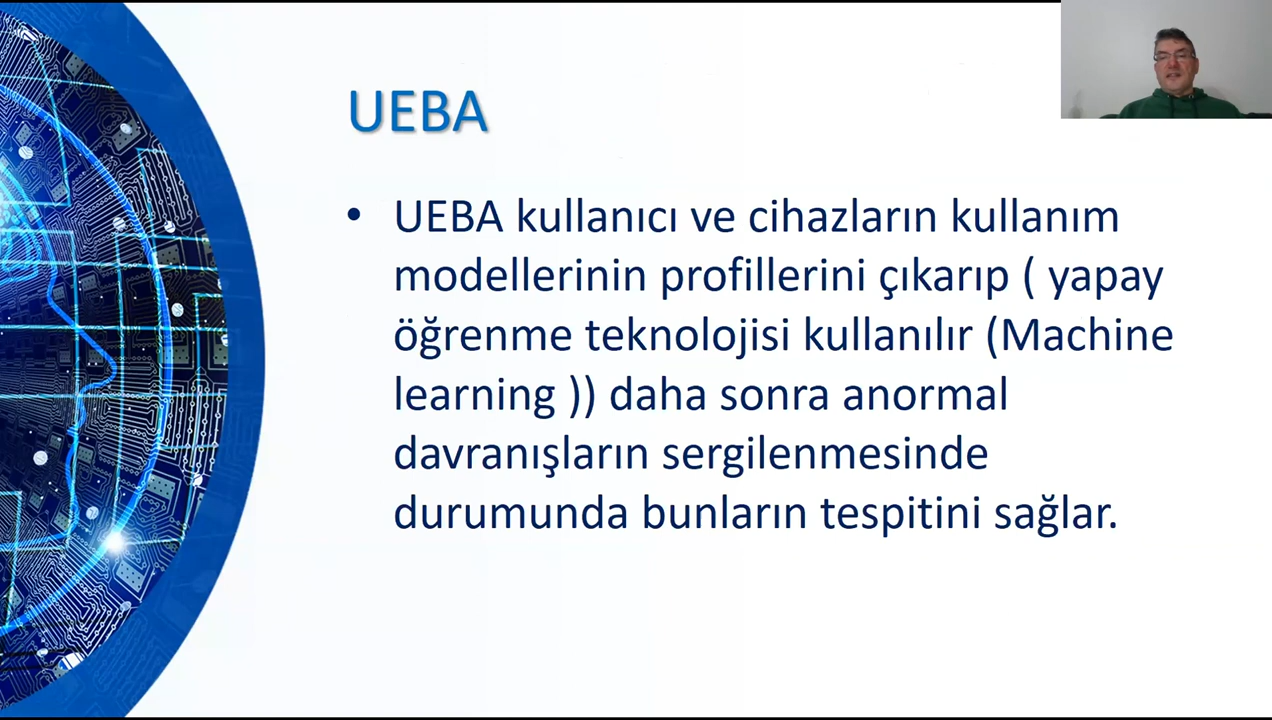 UEBA
• UEBA kullanıcı ve cihazların kullanım
modellerinin profillerini çıkarıp ( yapay
öğrenme teknolojisi kullanılır (Machine
learning )) daha sonra anormal
davranışların sergilenmesinde
durumunda bunların tespitini sağlar.